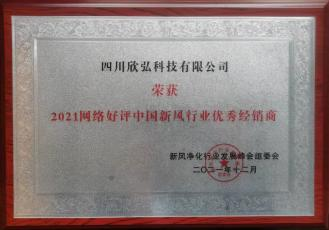 四川欣弘科技有限公司
荣获
2021网络好评中国新风行业优秀经销商
新风净化行业发展峰会组委会
二〇二一年十二月